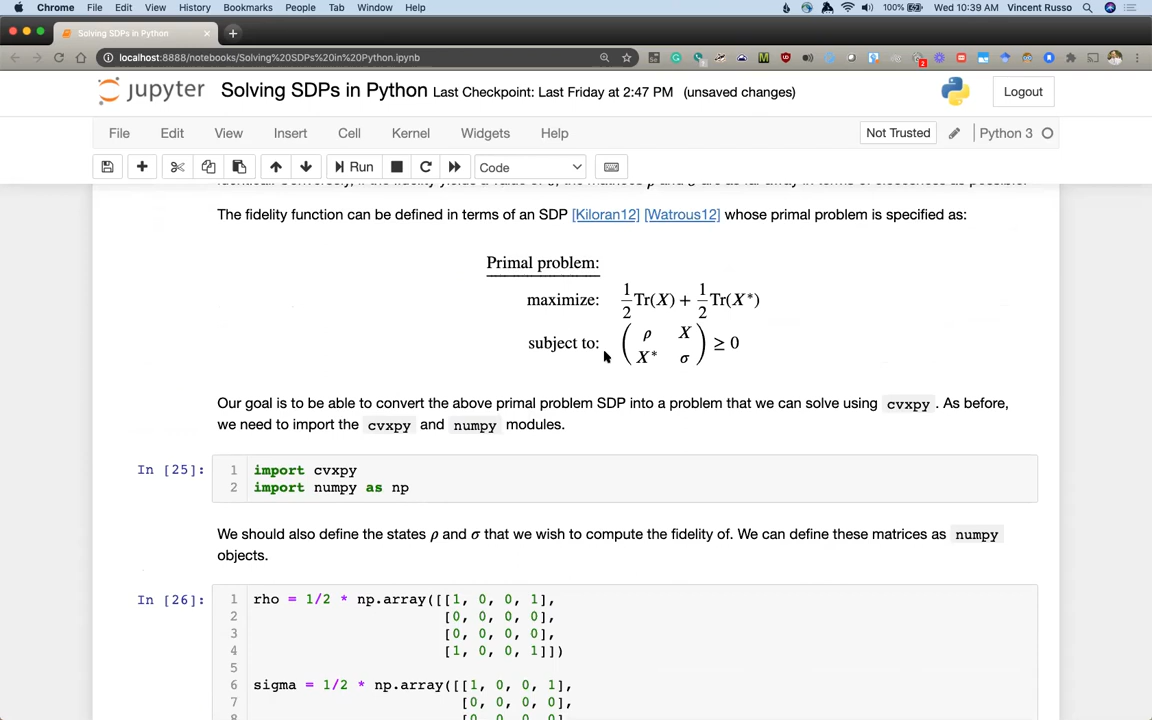 Chrome File Edit View History Bookmarks People Tab Window Help 100% Wed 10:39 AM Vincent Russo
Solving SDPs in Python
localhost:8888/notebooks/Solving%20SDPs%20in%20Python.ipynb
jupyter Solving SDPs in Python Last Checkpoint: Last Friday at 2:47 PM (unsaved changes) Logout
File Edit View Insert Cell Kernel Widgets Help Not Trusted Python 3
Run Code
The fidelity function can be defined in terms of an SDP [Kiloran12] [Watrous12] whose primal problem is specified as:
Primal problem:
maximize: 1/2 Tr(X) + 1/2 Tr(X*)
subject to: ( ρ X
X* σ ) ≥ 0
Our goal is to be able to convert the above primal problem SDP into a problem that we can solve using cvxpy . As before,
we need to import the cvxpy and numpy modules.
In [25]: 1 import cvxpy
2 import numpy as np
We should also define the states ρ and σ that we wish to compute the fidelity of. We can define these matrices as numpy
objects.
In [26]: 1 rho = 1/2 * np.array([[1, 0, 0, 1],
2 [0, 0, 0, 0],
3 [0, 0, 0, 0],
4 [1, 0, 0, 1]])
5
6 sigma = 1/2 * np.array([[1, 0, 0, 1],
7 [0, 0, 0, 0],
8